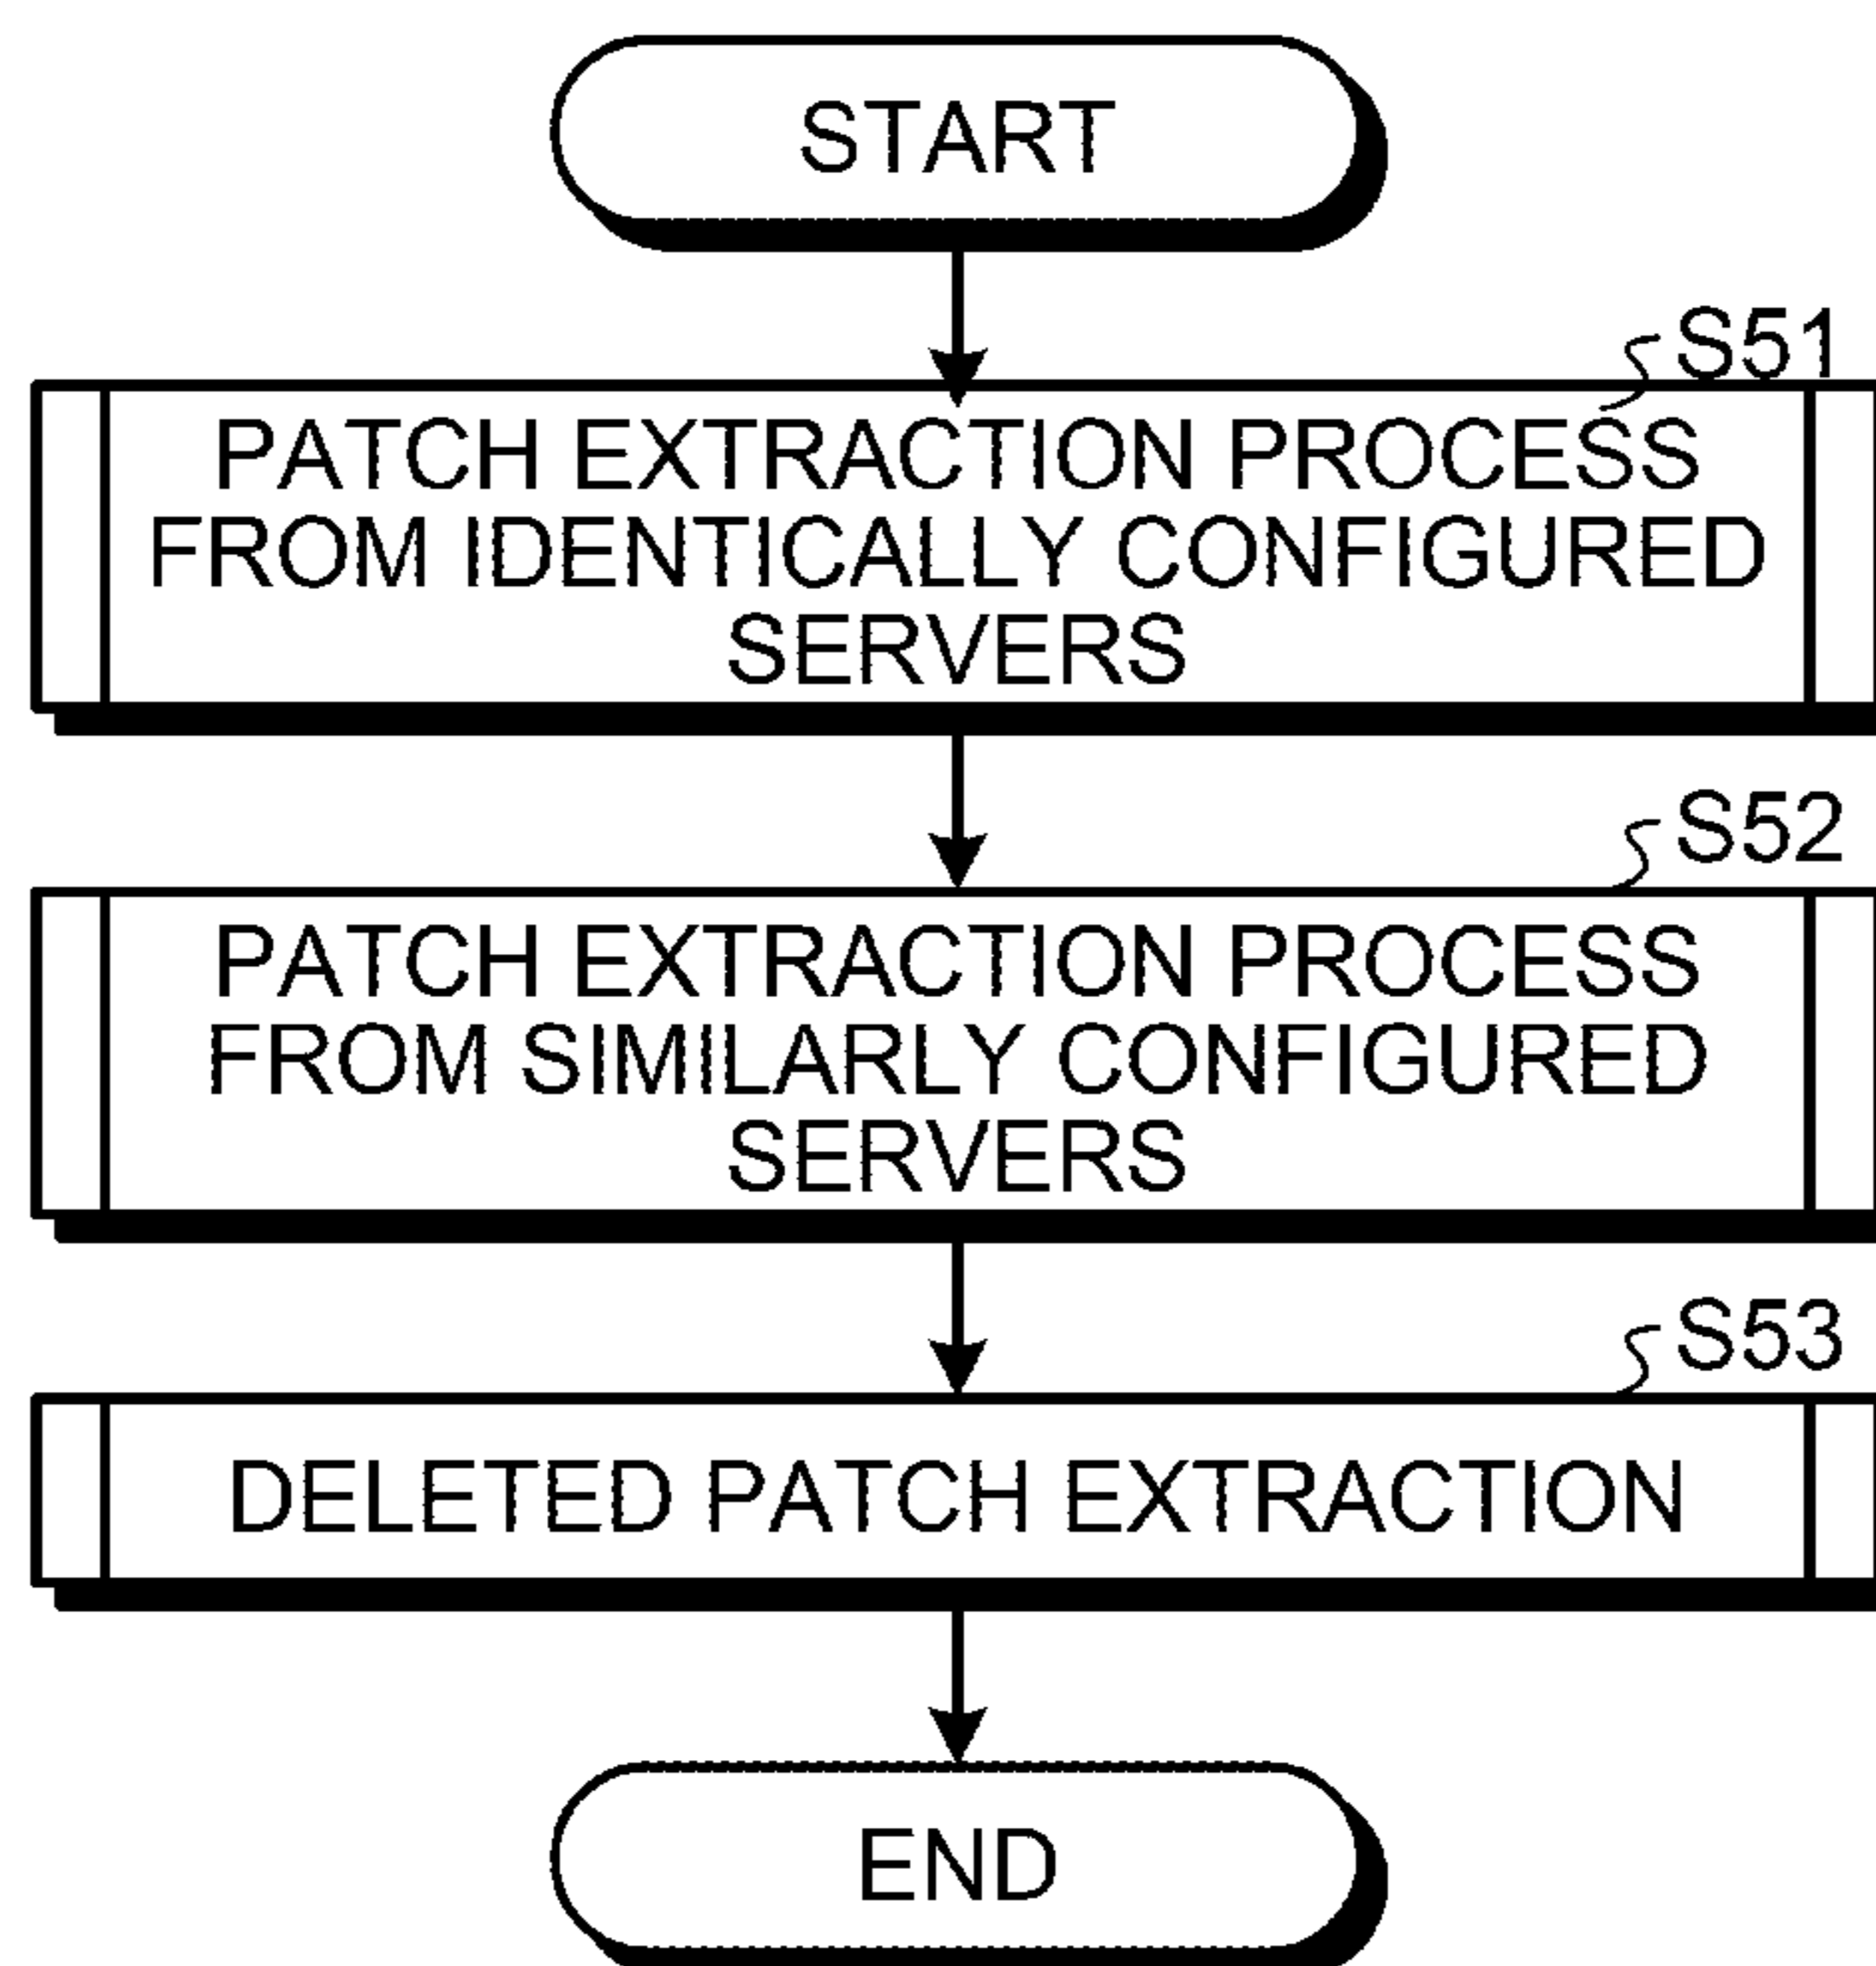 START
S51
PATCH EXTRACTION PROCESS
FROM IDENTICALLY CONFIGURED
SERVERS
S52
PATCH EXTRACTION PROCESS
FROM SIMILARLY CONFIGURED
SERVERS
S53
DELETED PATCH EXTRACTION
END